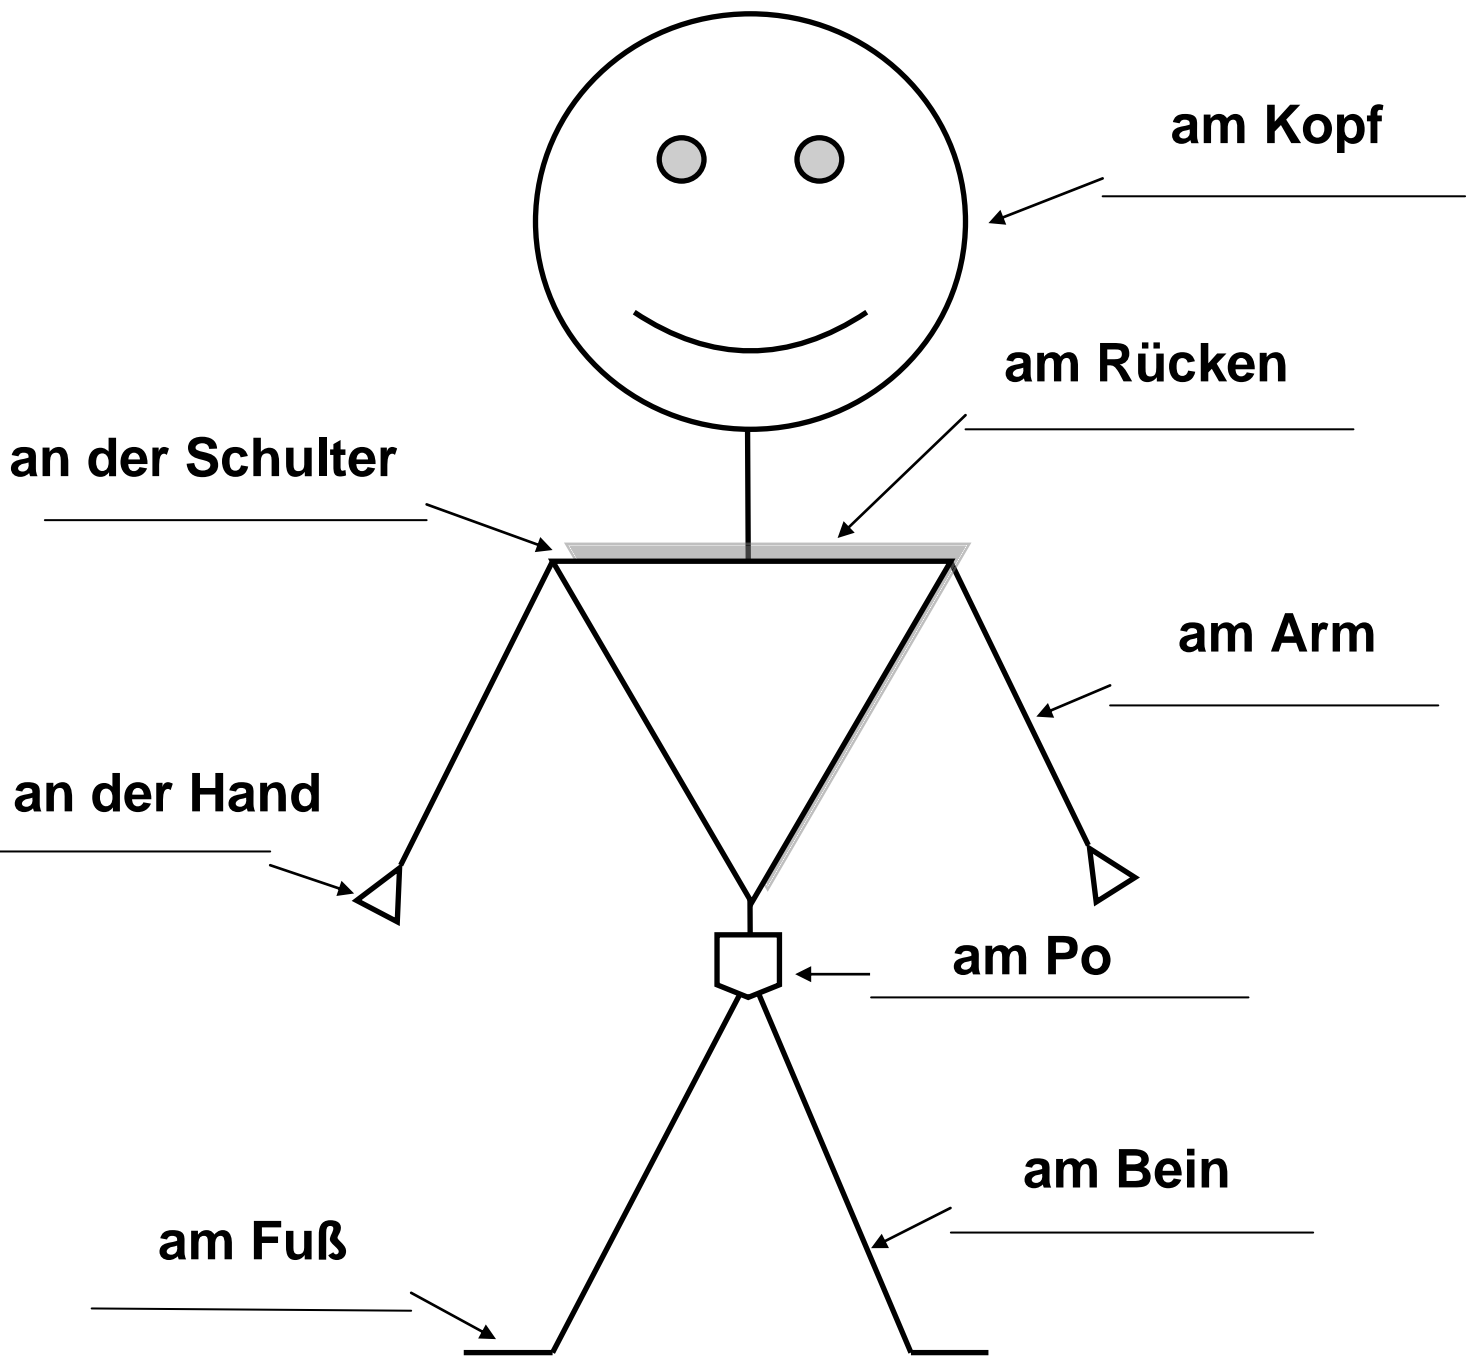 am Kopf
am Rücken
an der Schulter
am Arm
an der Hand
am Po
am Bein
am Fuß